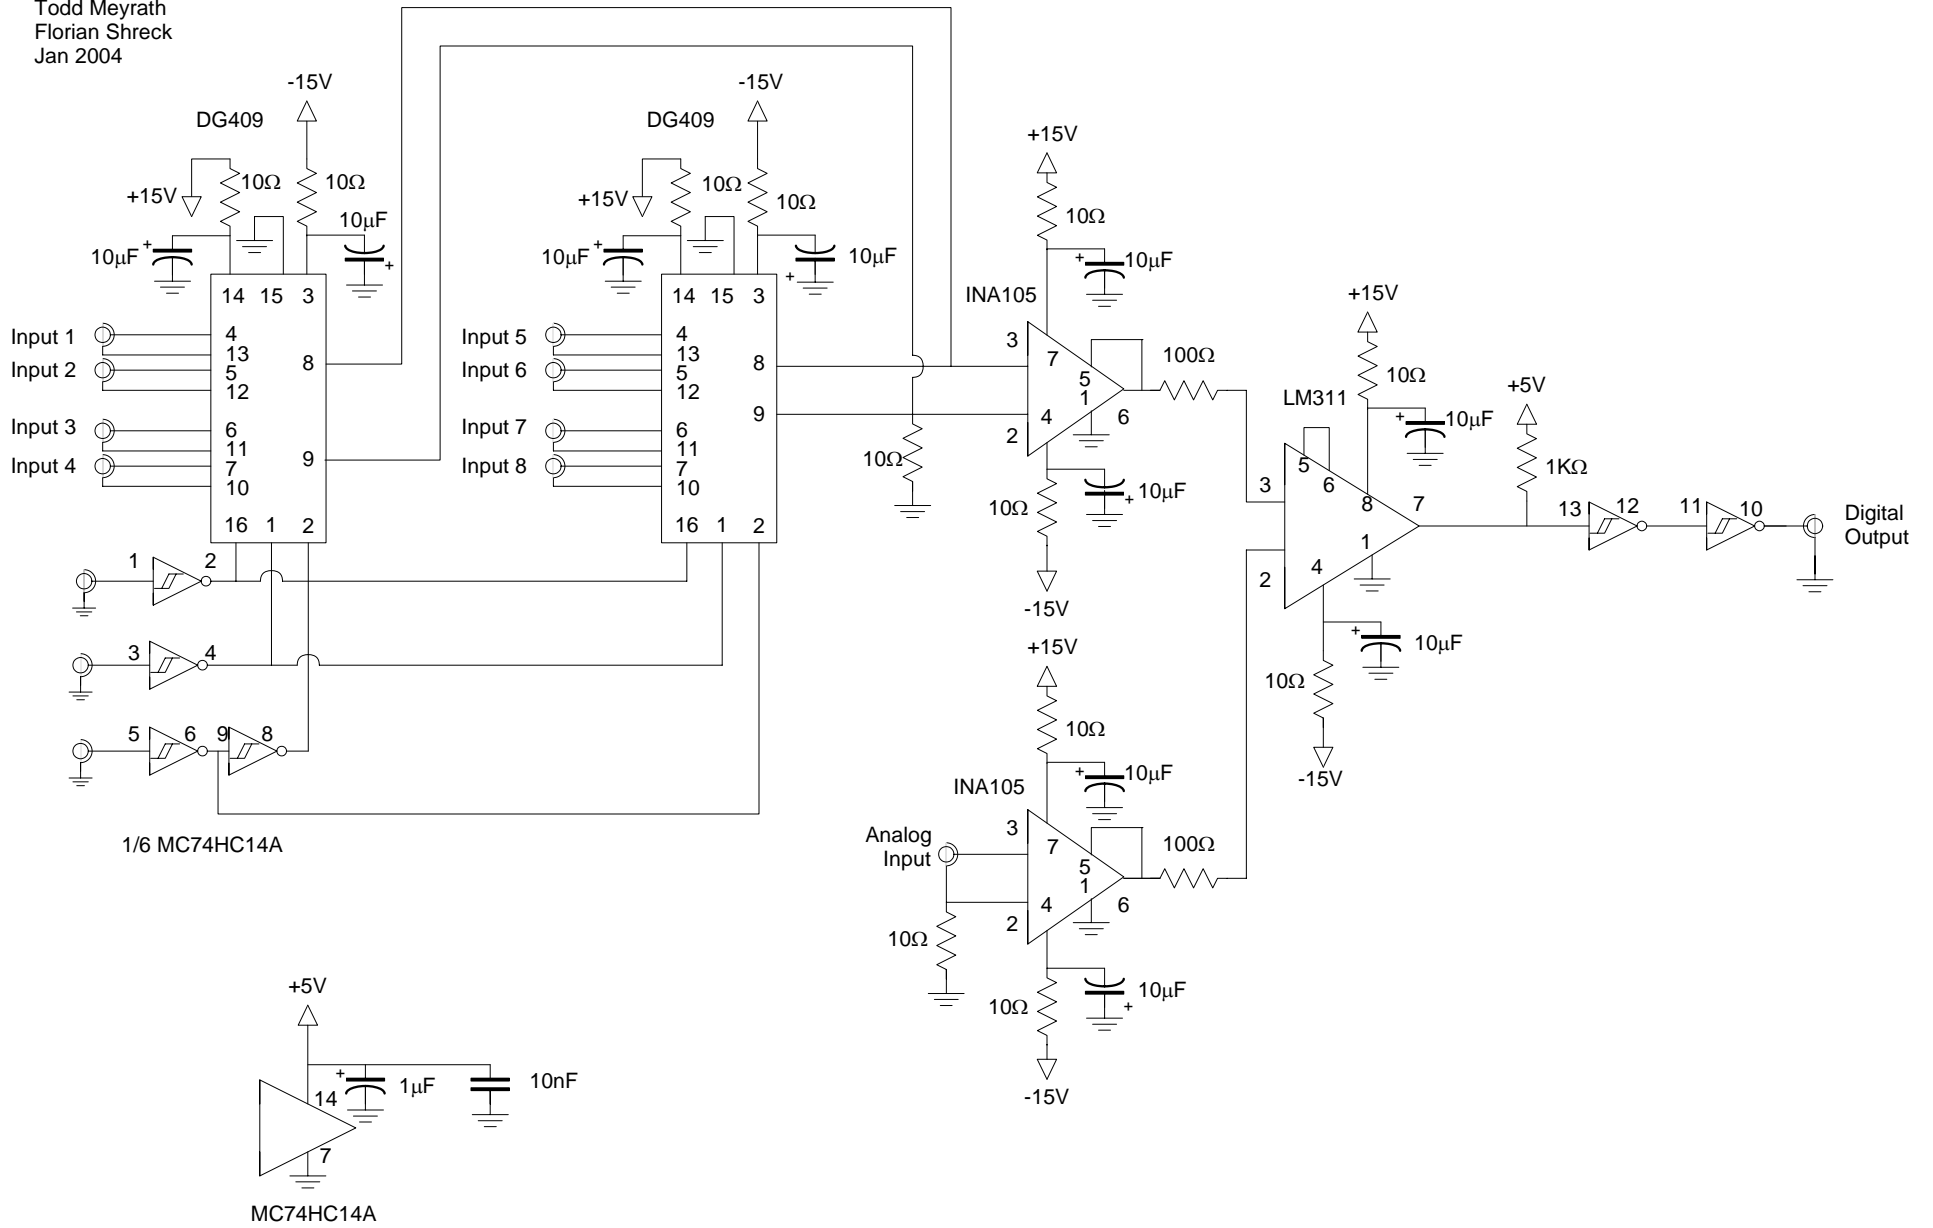 Todd Meyrath
Florian Shreck
Jan 2004
-15V
DG409
10Ω
10Ω
+15V
10µF
10µF
+
+
14 15 3
Input 1
4
13
Input 2
5
12
8
Input 3
6
11
Input 4
7
10
9
16 1 2
-15V
DG409
10Ω
10Ω
+15V
10µF
+
10µF
+
14 15 3
Input 5
4
13
Input 6
5
12
8
Input 7
6
11
Input 8
7
10
9
16 1 2
1 2
3 4
5 6 9 8
1/6 MC74HC14A
+15V
10Ω
+
10µF
INA105
3
7
5
1
4
2
6
100Ω
10Ω
10Ω
10µF
+
-15V
+15V
10Ω
LM311
+
10µF
5
6
3
8
7
1
4
2
+
10µF
10Ω
-15V
+5V
1KΩ
13 12 11 10
Digital
Output
+15V
10Ω
+
10µF
INA105
Analog
Input
3
7
5
1
4
2
6
100Ω
10Ω
10Ω
10µF
+
-15V
+5V
+
1µF
10nF
14
7
MC74HC14A